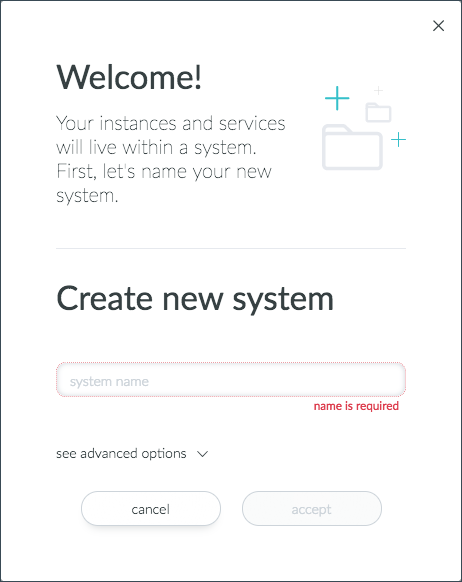 Welcome!
Your instances and services
will live within a system.
First, let's name your new
system.
Create new system
system name
name is required
see advanced options
cancel
accept